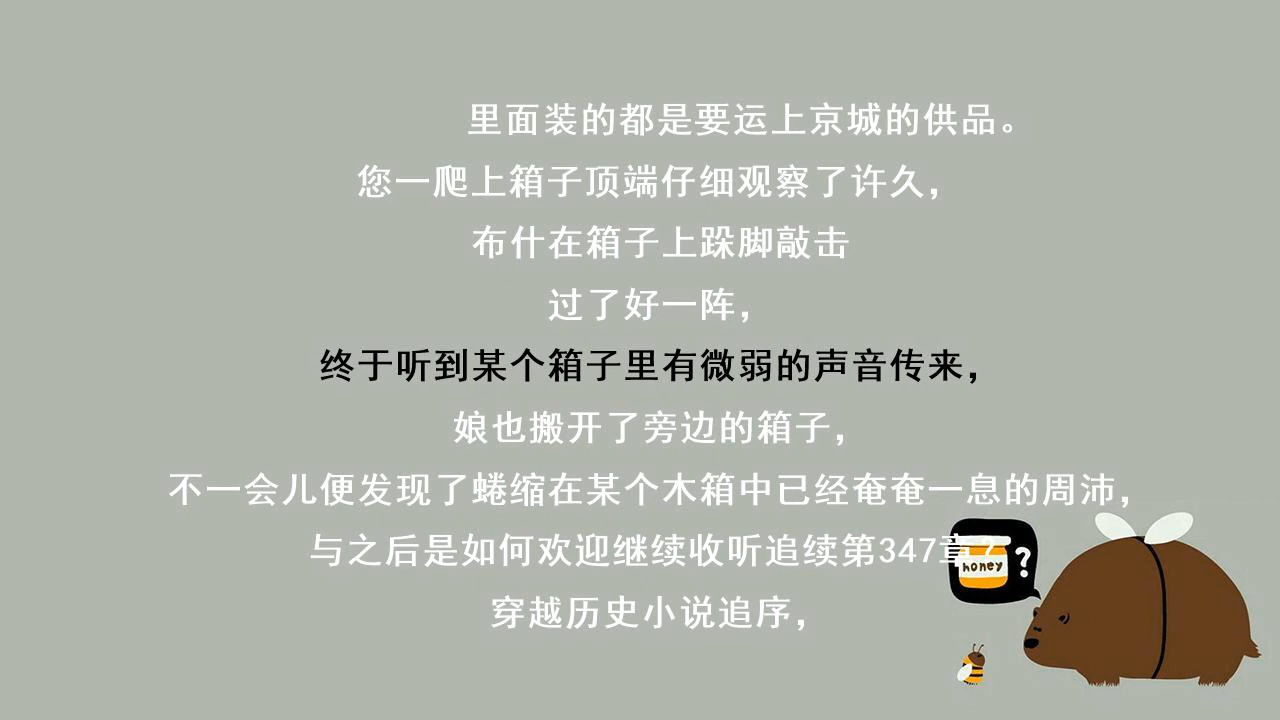 里面装的都是要运上京城的供品。
您一爬上箱子顶端仔细观察了许久，
布什在箱子上跺脚敲击
过了好一阵，
终于听到某个箱子里有微弱的声音传来，
娘也搬开了旁边的箱子，
不一会儿便发现了蜷缩在某个木箱中已经奄奄一息的周沛，
与之后是如何欢迎继续收听追续第347章？
honey
?
穿越历史小说追序，